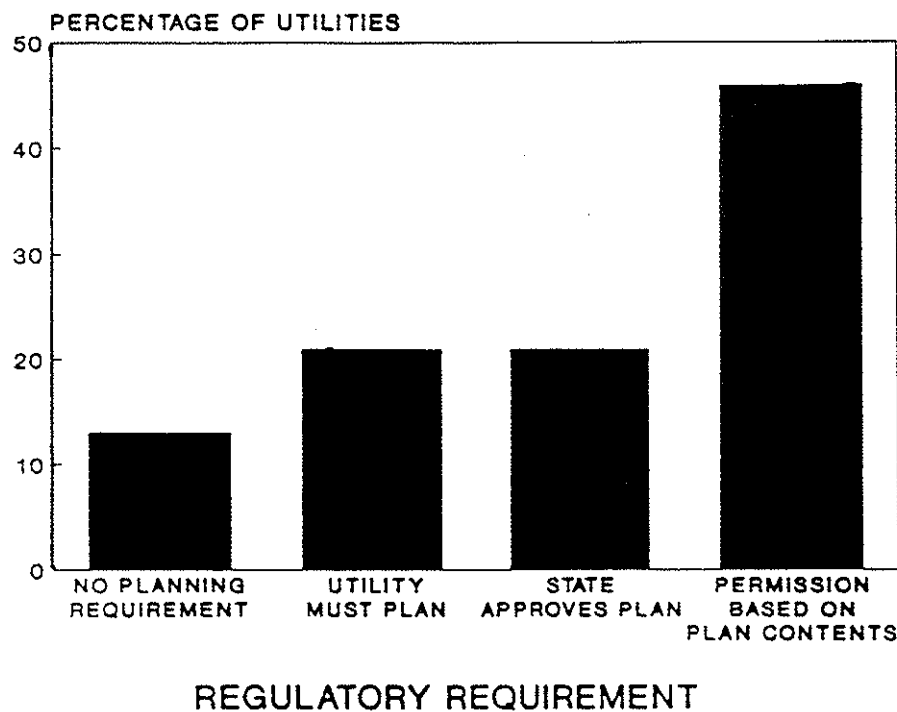 PERCENTAGE OF UTILITIES
50
40
30
20
10
0
NO PLANNING
REQUIREMENT
UTILITY
MUST PLAN
STATE
APPROVES PLAN
PERMISSION
BASED ON
PLAN CONTENTS
REGULATORY REQUIREMENT